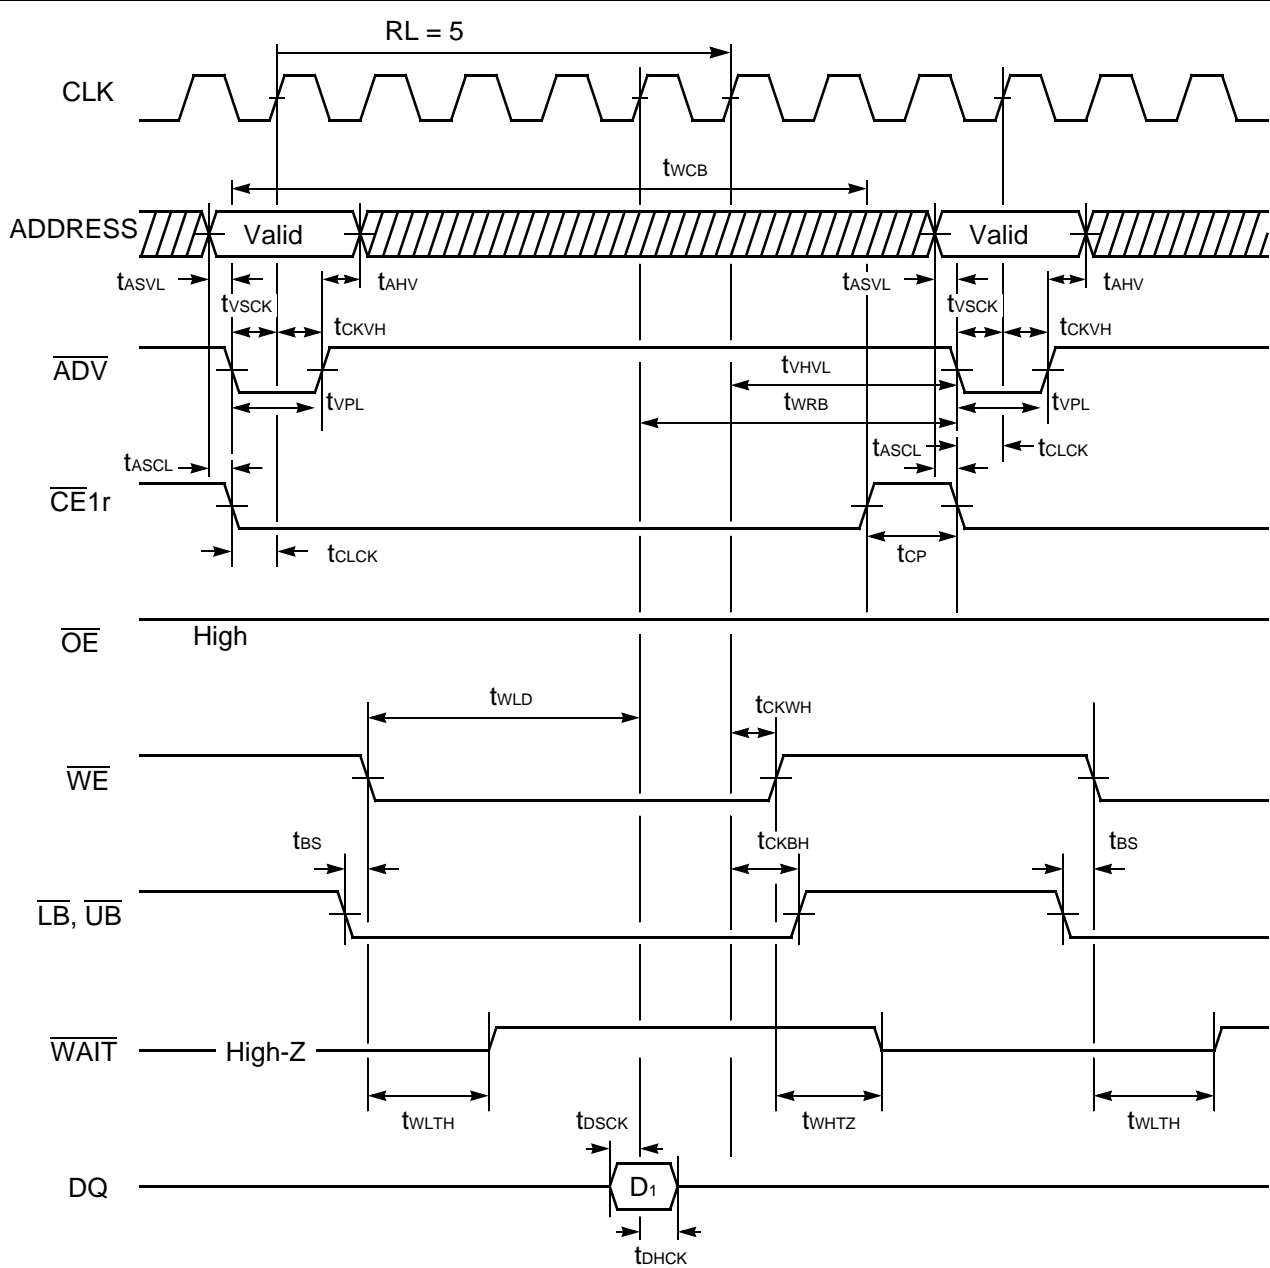 RL = 5
CLK
tWCB
ADDRESS Valid Valid
tASVL tAHV tASVL tAHV
tVSCK tCKVH tVSCK tCKVH
ADV tVHVL
tVPL tWRB tVPL
tASCL tASCL tCLCK
CE1r
tCLCK tCP
OE High
tWLD tCKWH
WE
tBS tCKBH tBS
LB, UB
WAIT High-Z
tWLTH tDSCK tWHTZ tWLTH
DQ D1
tDHCK